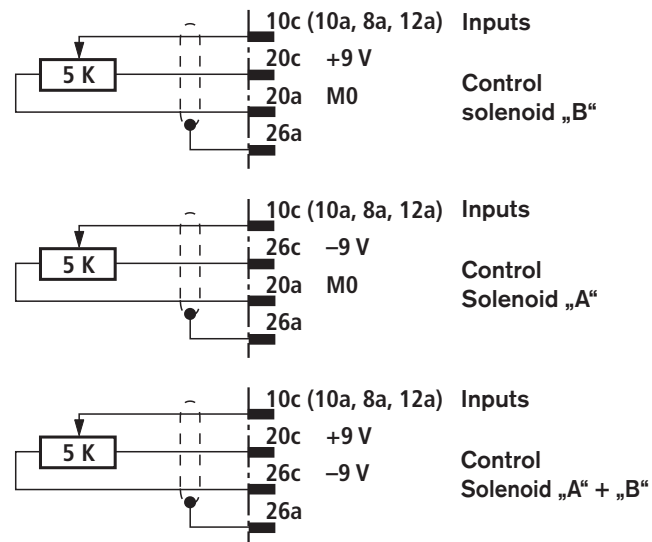 10c (10a, 8a, 12a) Inputs
20c +9 V
5 K
20a M0
Control
solenoid „B“
26a
10c (10a, 8a, 12a) Inputs
26c –9 V
5 K
20a M0
Control
Solenoid „A“
26a
10c (10a, 8a, 12a) Inputs
20c +9 V
5 K
26c –9 V
Control
Solenoid „A“ + „B“
26a